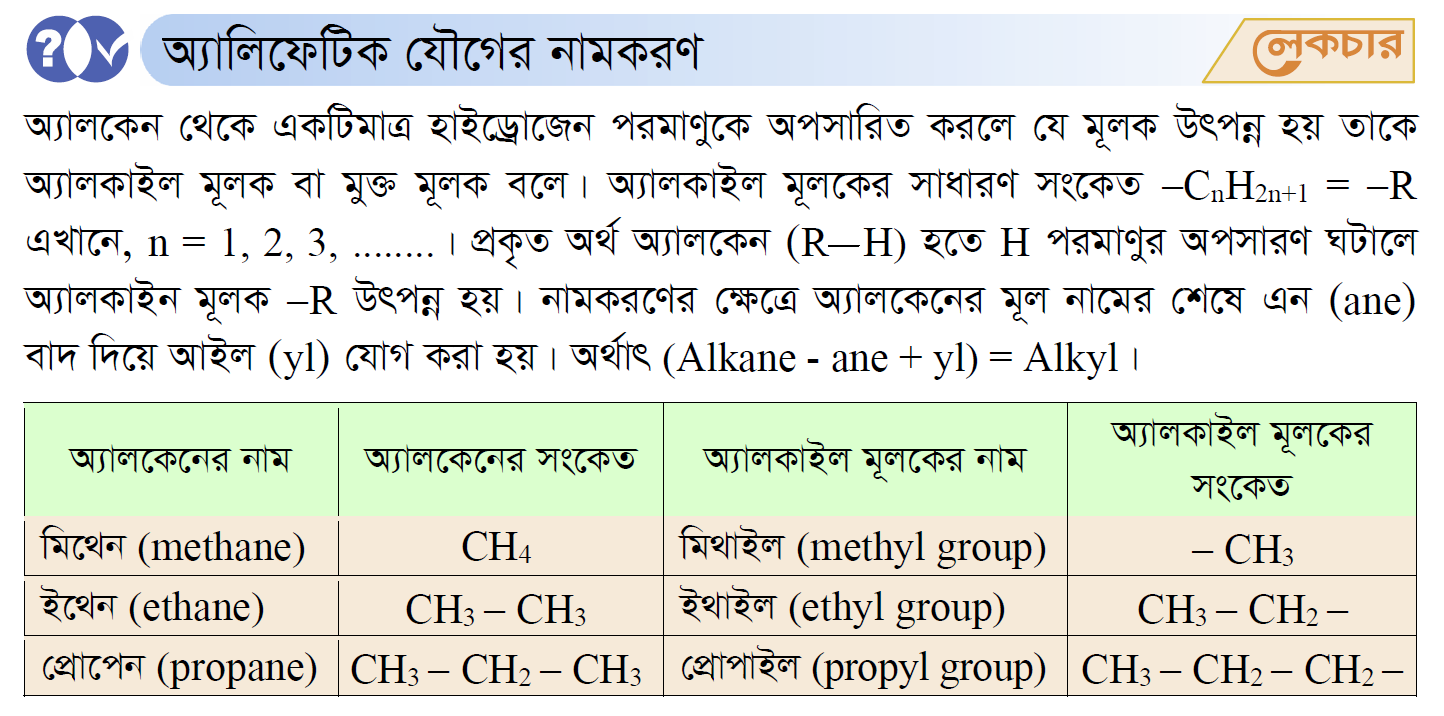 অ্যালিফেটিক যৌগের নামকরণ
লেকচার
অ্যালকেন থেকে একটিমাত্র হাইড্রোজেন পরমাণুকে অপসারিত করলে যে মূলক উৎপন্ন হয় তাকে
অ্যালকাইল মূলক বা মুক্ত মূলক বলে। অ্যালকাইল মূলকের সাধারণ সংকেত –CₙH₂ₙ₊₁ = –R
এখানে, n = 1, 2, 3, ........। প্রকৃত অর্থ অ্যালকেন (R—H) হতে H পরমাণুর অপসারণ ঘটালে
অ্যালকাইন মূলক –R উৎপন্ন হয়। নামকরণের ক্ষেত্রে অ্যালকেনের মূল নামের শেষে এন (ane)
বাদ দিয়ে আইল (yl) যোগ করা হয়। অর্থাৎ (Alkane - ane + yl) = Alkyl।
অ্যালকেনের নাম অ্যালকেনের সংকেত অ্যালকাইল মূলকের নাম অ্যালকাইল মূলকের
সংকেত
মিথেন (methane) CH₄ মিথাইল (methyl group) – CH₃
ইথেন (ethane) CH₃ – CH₃ ইথাইল (ethyl group) CH₃ – CH₂ –
প্রোপেন (propane) CH₃ – CH₂ – CH₃ প্রোপাইল (propyl group) CH₃ – CH₂ – CH₂ –